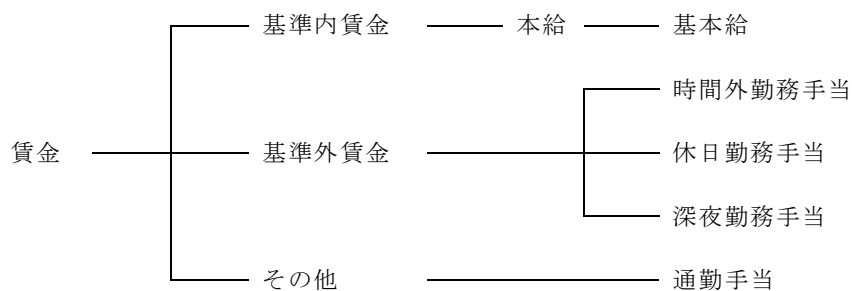 基準内賃金 本給 基本給
時間外勤務手当
賃金 基準外賃金 休日勤務手当
深夜勤務手当
その他 通勤手当